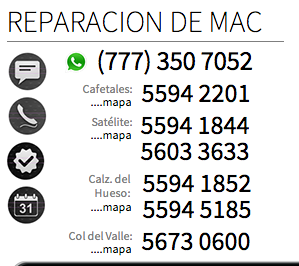 REPARACION DE MAC
(777) 350 7052
Cafetales: 5594 2201
....mapa
Satélite: 5594 1844
....mapa
5603 3633
Calz. del Hueso: 5594 1852
....mapa
5594 5185
Col del Valle: 5673 0600
....mapa
31